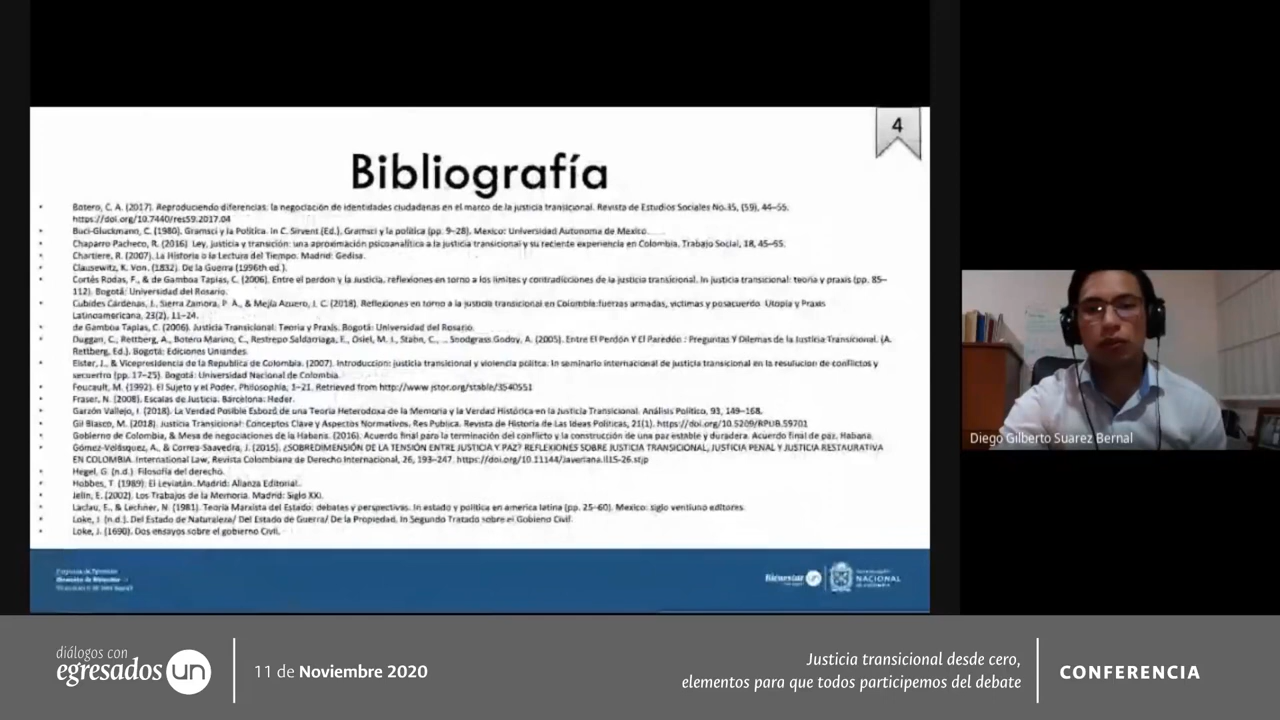 4
Bibliografía
Botero, C. A. (2017). Reproduciendo diferencias: la negociación de identidades ciudadanas en el marco de la justicia transicional. Revista de Estudios Sociales No.35, (59), 44–55.
https://doi.org/10.7440/res59.2017.04
Buci-Gluckmann, C. (1980). Gramsci y la Política. In C. Sirvent (Ed.), Gramsci y la política (pp. 9–28). Mexico: Universidad Autonoma de Mexico.
Chaparro Pacheco, R. (2016). Ley, justicia y transición: una aproximación psicoanalítica a la justicia transicional y su reciente experiencia en Colombia. Trabajo Social, 18, 45–55.
Chartiere, R. (2007). La Historia o la Lectura del Tiempo. Madrid: Gedisa.
Clausewitz, K. Von. (1832). De la Guerra (1996th ed.).
Cortés Rodas, F., & de Gamboa Tapias, C. (2006). Entre el perdon y la justicia, reflexiones en torno a los limites y contradicciones de la justicia transicional. In justicia transicional: teoría y praxis (pp. 85–
112). Bogotá: Universidad del Rosario.
Cubides Cárdenas, J., Sierra Zamora, P. A., & Mejía Azuero, J. C. (2018). Reflexiones en torno a la justicia transicional en Colombia:fuerzas armadas, víctimas y posacuerdo. Utopía y Praxis
Latinoamericana, 23(2), 11–24.
de Gamboa Tapias, C. (2006). Justicia Transicional: Teoria y Praxis. Bogotá: Universidad del Rosario.
Duggan, C., Rettberg, A., Botero Marino, C., Restrepo Saldarriaga, E., Osiel, M. J., Stahn, C., … Snodgrass Godoy, A. (2005). Entre El Perdón Y El Paredón : Preguntas Y Dilemas de la Justicia Transicional. (A.
Rettberg, Ed.). Bogotá: Ediciones Uniandes.
Elster, J., & Vicepresidencia de la Republica de Colombia. (2007). Introduccion: justicia transicional y violencia politca. In seminario internacional de justicia transicional en la resulucion de conflictos y
secuestro (pp. 17–25). Bogotá: Universidad Nacional de Colombia.
Foucault, M. (1992). El Sujeto y el Poder. Philosophia, 1–21. Retrieved from http://www.jstor.org/stable/3540551
Fraser, N. (2008). Escalas de Justicia. Barcelona: Heder.
Garzón Vallejo, I. (2018). La Verdad Posible Esbozó de una Teoría Heterodoxa de la Memoria y la Verdad Histórica en la Justicia Transicional. Análisis Político, 93, 149–168.
Gil Blasco, M. (2018). Justicia Transicional: Conceptos Clave y Aspectos Normativos. Res Publica. Revista de Historia de Las Ideas Politicas, 21(1). https://doi.org/10.5209/RPUB.59701
Gobierno de Colombia, & Mesa de negociaciones de la Habana. (2016). Acuerdo final para la terminación del conflicto y la construcción de una paz estable y duradera. Acuerdo final de paz. Habana.
Gómez-Velásquez, A., & Correa-Saavedra, J. (2015). ¿SOBREDIMENSIÓN DE LA TENSIÓN ENTRE JUSTICIA Y PAZ? REFLEXIONES SOBRE JUSTICIA TRANSICIONAL, JUSTICIA PENAL Y JUSTICIA RESTAURATIVA
EN COLOMBIA. International Law, Revista Colombiana de Derecho Internacional, 26, 193–247. https://doi.org/10.11144/Javeriana.il15-26.stjp
Hegel, G. (n.d.). Filosofía del derecho.
Hobbes, T. (1989). El Leviatán. Madrid: Alianza Editorial.
Jelin, E. (2002). Los Trabajos de la Memoria. Madrid: Siglo XXI.
Laclau, E., & Lechner, N. (1981). Teoría Marxista del Estado: debates y perspectivas. In estado y política en america latina (pp. 25–60). Mexico: siglo ventiuno editores.
Loke, J. (n.d.). Del Estado de Naturaleza/ Del Estado de Guerra/ De la Propiedad. In Segundo Tratado sobre el Gobieno Civil.
Loke, J. (1690). Dos ensayos sobre el gobierno Civil.
Bienestar
UNIVERSIDAD
NACIONAL
DE COLOMBIA
Diego Gilberto Suarez Bernal
diálogos con
egresados un
11 de Noviembre 2020
Justicia transicional desde cero,
elementos para que todos participemos del debate
CONFERENCIA